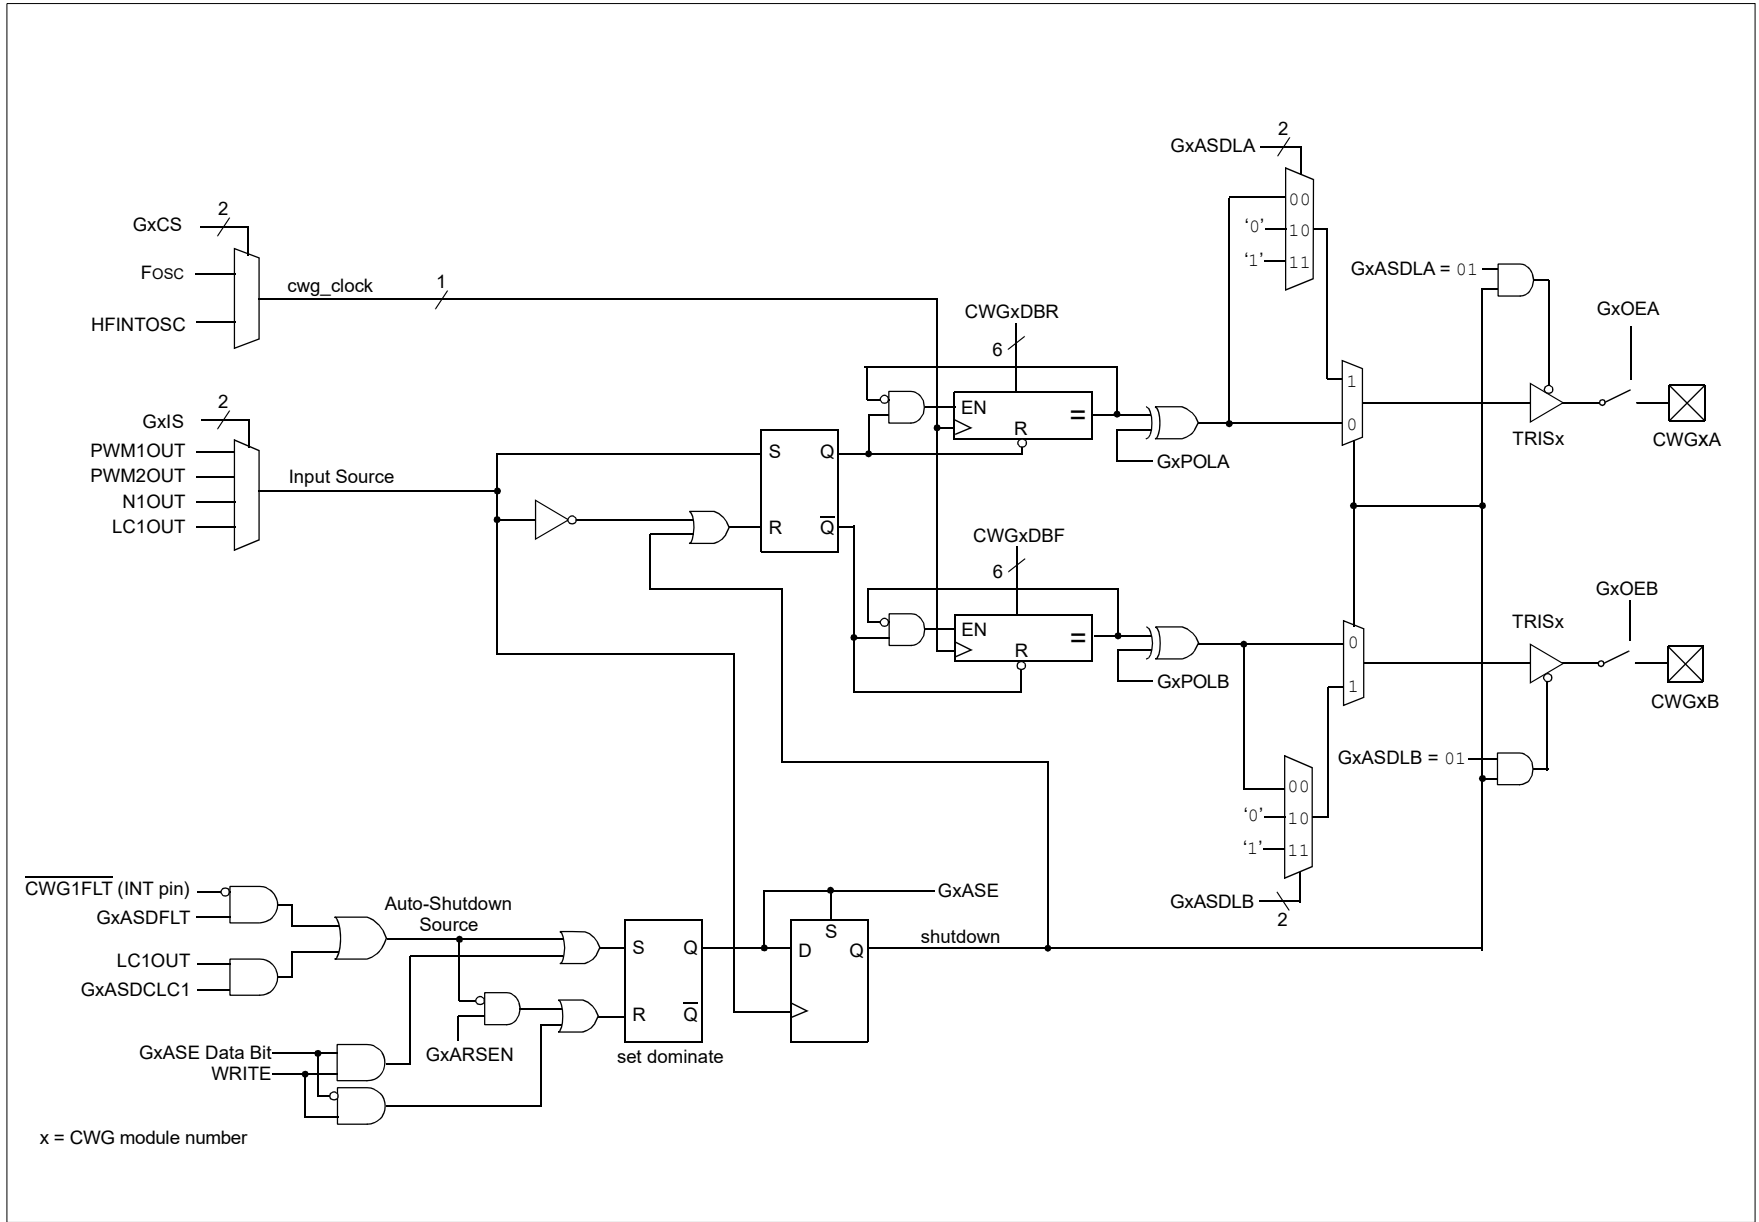 GxASDLA
2
00
‘0’
10
‘1’
11
GxCS
2
FOSC
HFINTOSC
cwg_clock
1
GxASDLA = 01
GxOEA
CWGxDBR
6
EN
=
R
GxPOLA
1
0
TRISx
CWGxA
GxIS
2
PWM1OUT
PWM2OUT
N1OUT
LC1OUT
Input Source
S
Q
R
Q
CWGxDBF
6
EN
=
R
GxPOLB
0
1
TRISx
GxOEB
CWGxB
GxASDLB = 01
00
‘0’
10
‘1’
11
GxASDLB
2
CWG1FLT (INT pin)
GxASDFLT
LC1OUT
GxASDCLC1
Auto-Shutdown
Source
GxARSEN
GxASE Data Bit
WRITE
S
Q
R
Q
set dominate
GxASE
S
D
Q
shutdown
x = CWG module number